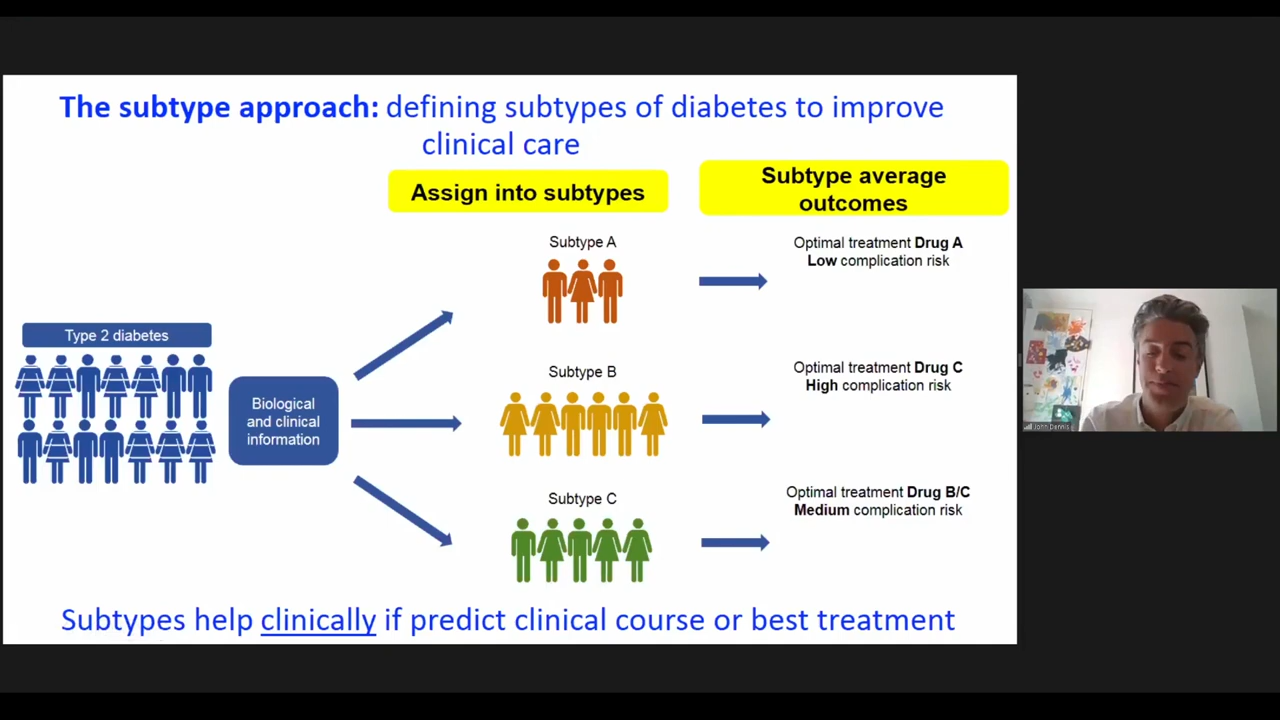 The subtype approach: defining subtypes of diabetes to improve
clinical care
Assign into subtypes
Subtype average
outcomes
Subtype A
Optimal treatment Drug A
Low complication risk
Type 2 diabetes
Biological
and clinical
information
Subtype B
Optimal treatment Drug C
High complication risk
Subtype C
Optimal treatment Drug B/C
Medium complication risk
Subtypes help clinically if predict clinical course or best treatment
John Dennis